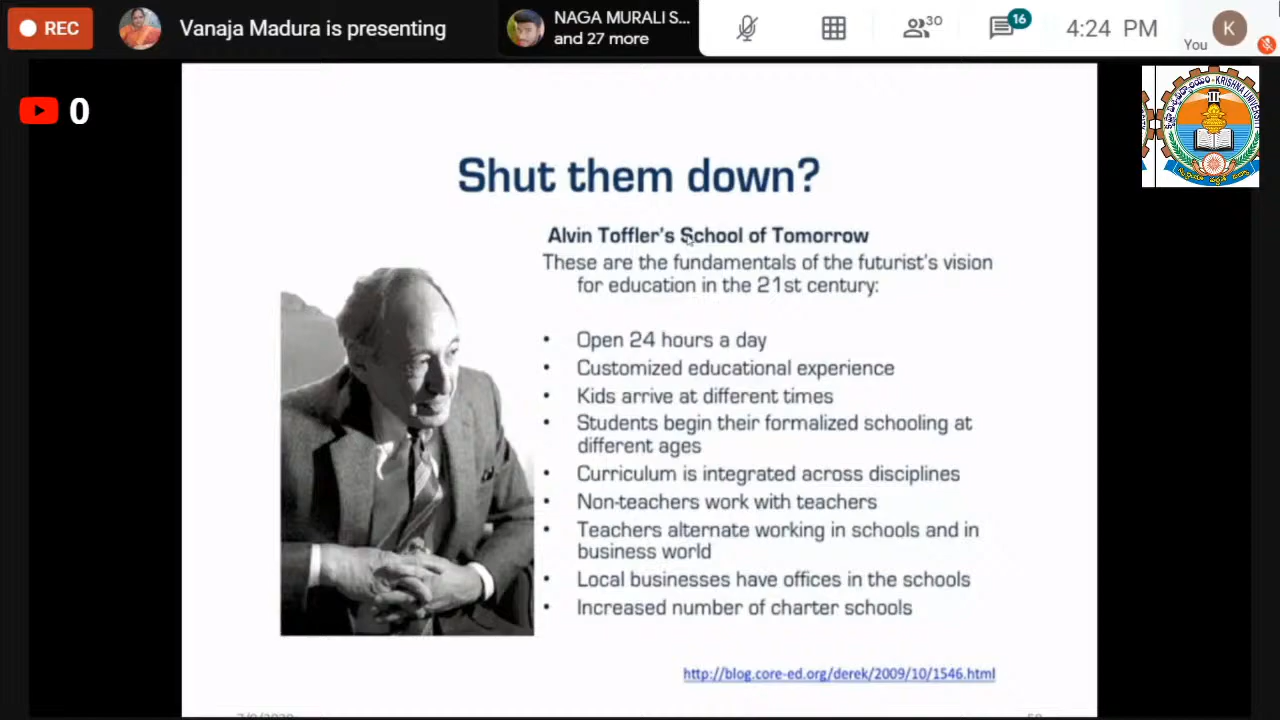 REC
Vanaja Madura is presenting
NAGA MURALI S...
and 27 more
30
16
4:24 PM
You
K
0
KRISHNA UNIVERSITY
Shut them down?
Alvin Toffler's School of Tomorrow
These are the fundamentals of the futurist's vision
for education in the 21st century:
• Open 24 hours a day
• Customized educational experience
• Kids arrive at different times
• Students begin their formalized schooling at
different ages
• Curriculum is integrated across disciplines
• Non-teachers work with teachers
• Teachers alternate working in schools and in
business world
• Local businesses have offices in the schools
• Increased number of charter schools
http://blog.core-ed.org/derek/2009/10/1546.html